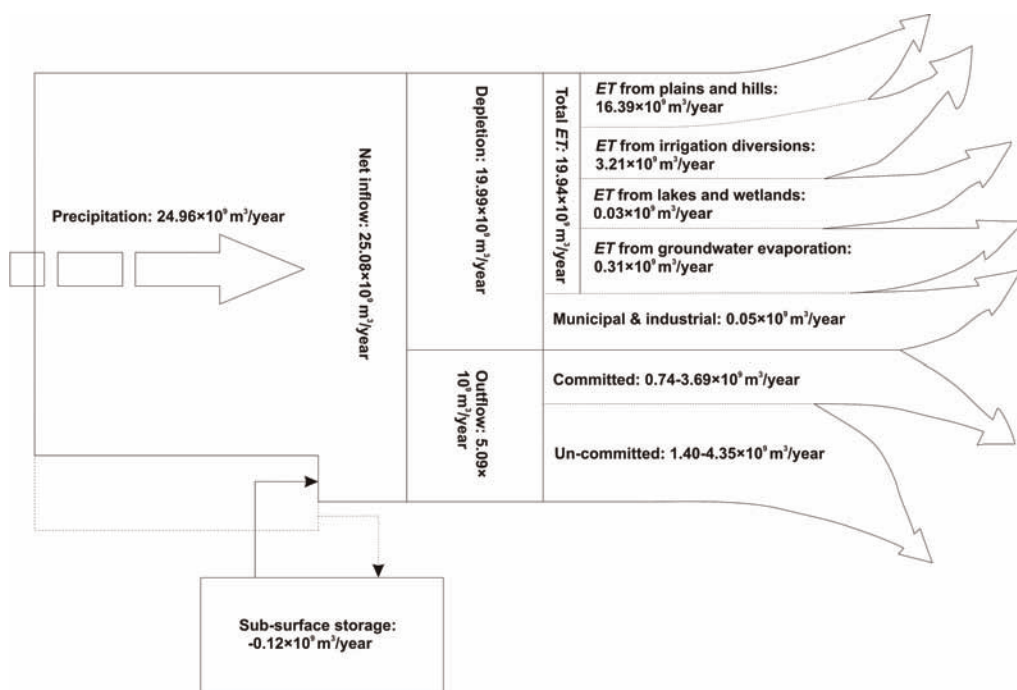 Precipitation: 24.96×10⁹ m³/year
Net inflow: 25.08×10⁹ m³/year
Depletion: 19.99×10⁹ m³/year
Total ET: 19.94×10⁹ m³/year
ET from plains and hills:
16.39×10⁹ m³/year
ET from irrigation diversions:
3.21×10⁹ m³/year
ET from lakes and wetlands:
0.03×10⁹ m³/year
ET from groundwater evaporation:
0.31×10⁹ m³/year
Municipal & industrial: 0.05×10⁹ m³/year
Outflow: 5.09×
10⁹ m³/year
Committed: 0.74-3.69×10⁹ m³/year
Un-committed: 1.40-4.35×10⁹ m³/year
Sub-surface storage:
-0.12×10⁹ m³/year